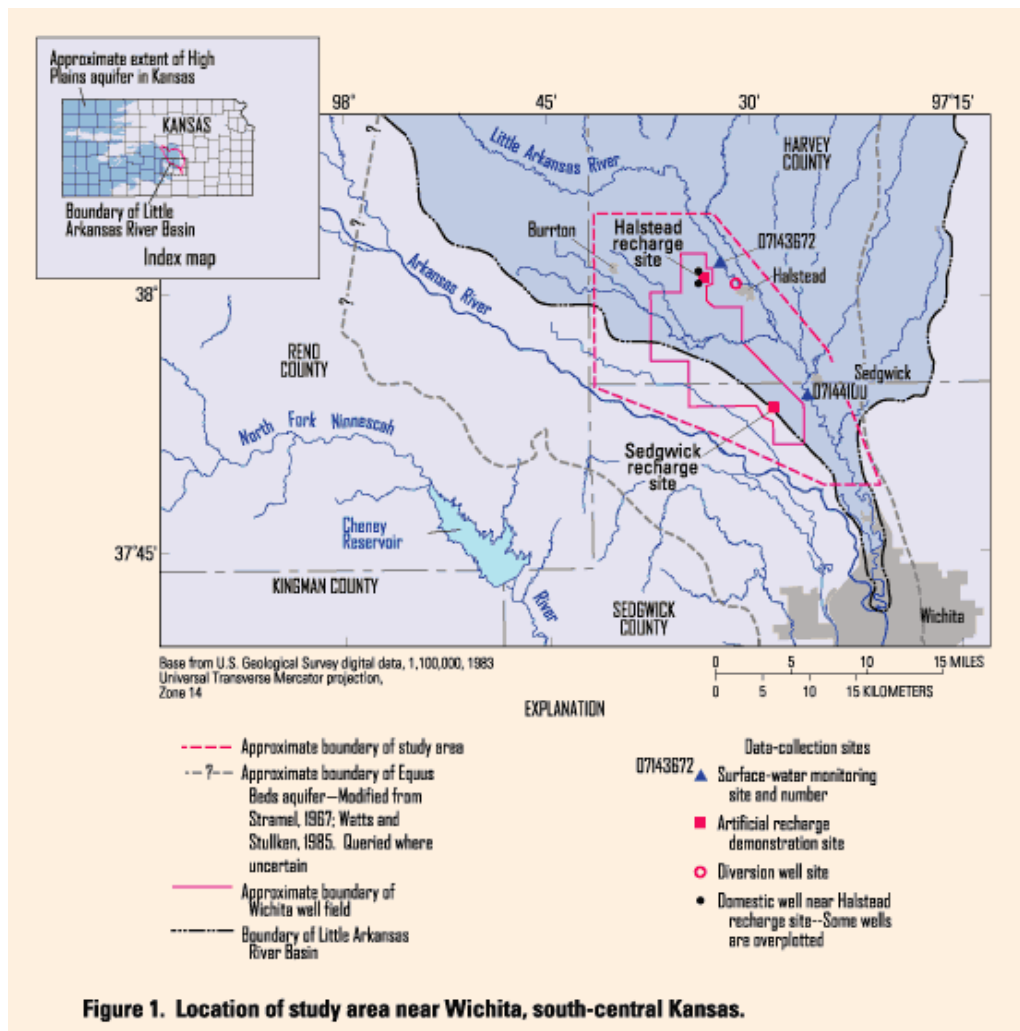 Approximate extent of High
Plains aquifer in Kansas
KANSAS
Boundary of Little
Arkansas River Basin
Index map
98°
45'
30'
97°15'
Little Arkansas River
HARVEY
COUNTY
Burrton
Halstead
recharge
site
07143672
Halstead
Arkansas River
38°
?
?
?
RENO
COUNTY
Sedgwick
07144100
North Fork Ninnescah
Sedgwick
recharge
site
Cheney
Reservoir
37°45'
KINGMAN COUNTY
River
SEDGWICK
COUNTY
Wichita
Base from U.S. Geological Survey digital data, 1,100,000, 1983
Universal Transverse Mercator projection,
Zone 14
0 5 10 15 MILES
0 5 10 15 KILOMETERS
EXPLANATION
Approximate boundary of study area
-?- Approximate boundary of Equus
Beds aquifer—Modified from
Stramel, 1967; Watts and
Stullken, 1985. Queried where
uncertain
Approximate boundary of
Wichita well field
Boundary of Little Arkansas
River Basin
Data-collection sites
07143672 Surface-water monitoring
site and number
Artificial recharge
demonstration site
Diversion well site
Domestic well near Halstead
recharge site--Some wells
are overplotted
Figure 1. Location of study area near Wichita, south-central Kansas.